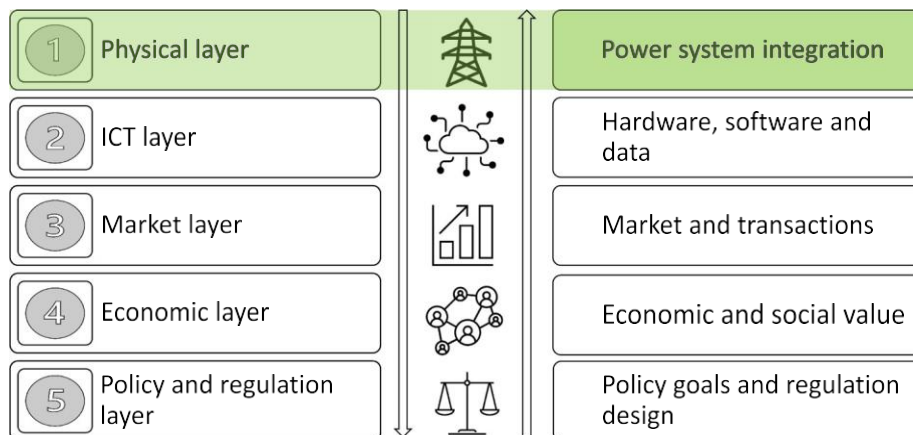 1 Physical layer Power system integration
2 ICT layer Hardware, software and
data
3 Market layer Market and transactions
4 Economic layer Economic and social value
5 Policy and regulation Policy goals and regulation
layer design